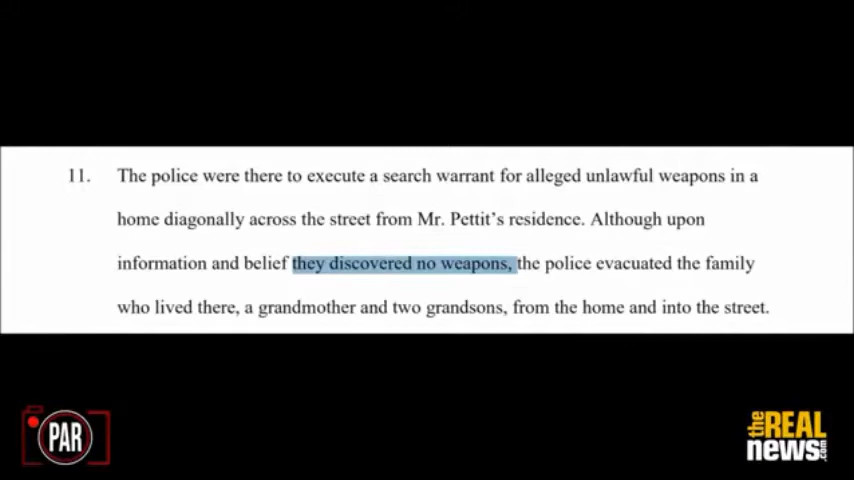 11. The police were there to execute a search warrant for alleged unlawful weapons in a
home diagonally across the street from Mr. Pettit's residence. Although upon
information and belief they discovered no weapons, the police evacuated the family
who lived there, a grandmother and two grandsons, from the home and into the street.
PAR
the REAL
news.com